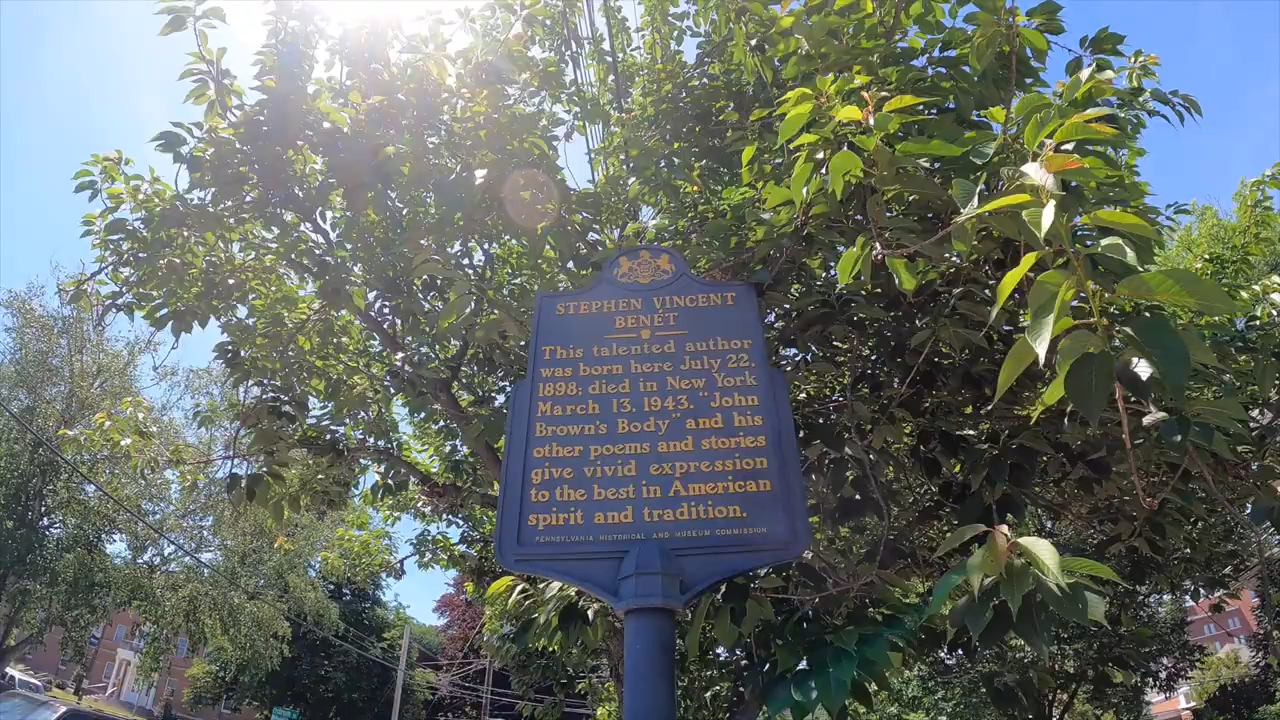 STEPHEN VINCENT
BENÉT
This talented author
was born here July 22,
1898; died in New York
March 13, 1943. "John
Brown's Body" and his
other poems and stories
give vivid expression
to the best in American
spirit and tradition.
PENNSYLVANIA HISTORICAL AND MUSEUM COMMISSION